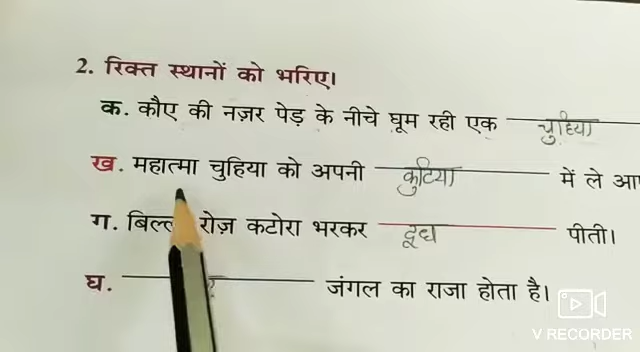 2. रिक्त स्थानों को भरिए।
क. कौए की नज़र पेड़ के नीचे घूम रही एक चुहिया
ख. महात्मा चुहिया को अपनी कुटिया में ले आ
ग. रोज़ कटोरा भरकर दूध पीती।
घ. जंगल का राजा होता है।
V RECORDER